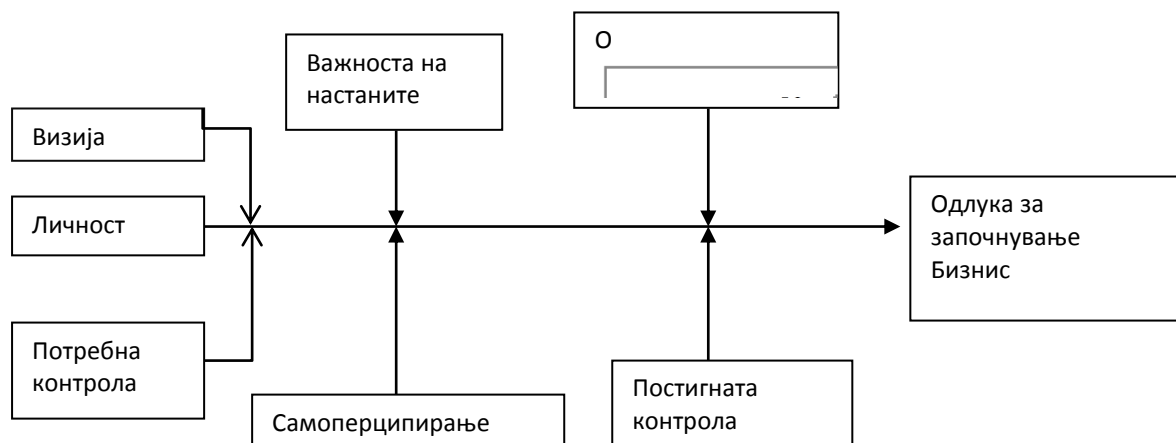 О
Важноста на
настаните
Визија
Личност
Одлука за
започнување
Бизнис
Потребна
контрола
Постигната
контрола
Самоперципирање